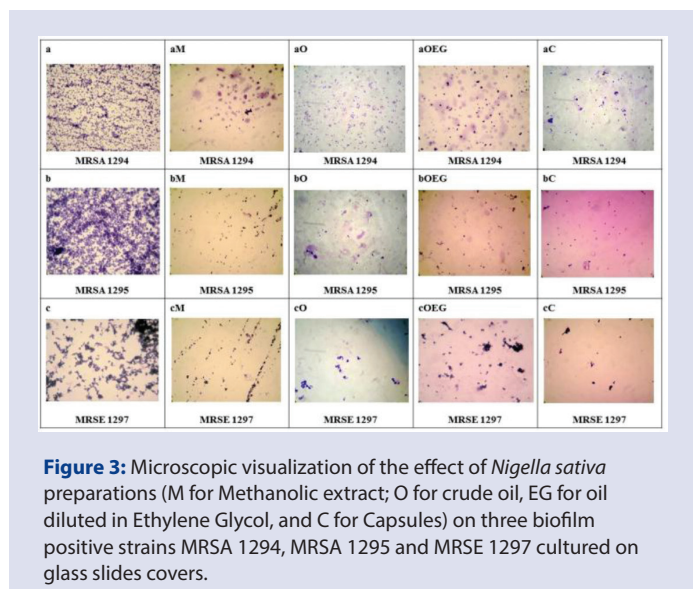 a aM aO aOEG aC
MRSA 1294 MRSA 1294 MRSA 1294 MRSA 1294 MRSA 1294
b bM bO bOEG bC
MRSA 1295 MRSA 1295 MRSA 1295 MRSA 1295 MRSA 1295
c cM cO cOEG cC
MRSE 1297 MRSE 1297 MRSE 1297 MRSE 1297 MRSE 1297
Figure 3: Microscopic visualization of the effect of Nigella sativa
preparations (M for Methanolic extract; O for crude oil, EG for oil
diluted in Ethylene Glycol, and C for Capsules) on three biofilm
positive strains MRSA 1294, MRSA 1295 and MRSE 1297 cultured on
glass slides covers.